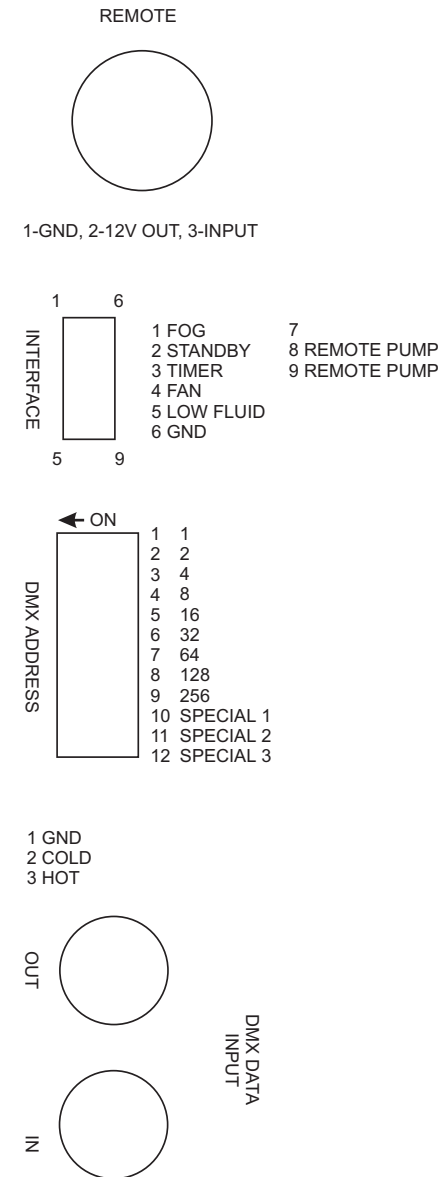 REMOTE
1-GND, 2-12V OUT, 3-INPUT
1 6
INTERFACE
1 FOG 7
2 STANDBY 8 REMOTE PUMP
3 TIMER 9 REMOTE PUMP
4 FAN
5 LOW FLUID
6 GND
5 9
ON
DMX ADDRESS
1 1
2 2
3 4
4 8
5 16
6 32
7 64
8 128
9 256
10 SPECIAL 1
11 SPECIAL 2
12 SPECIAL 3
1 GND
2 COLD
3 HOT
OUT
DMX DATA
INPUT
IN